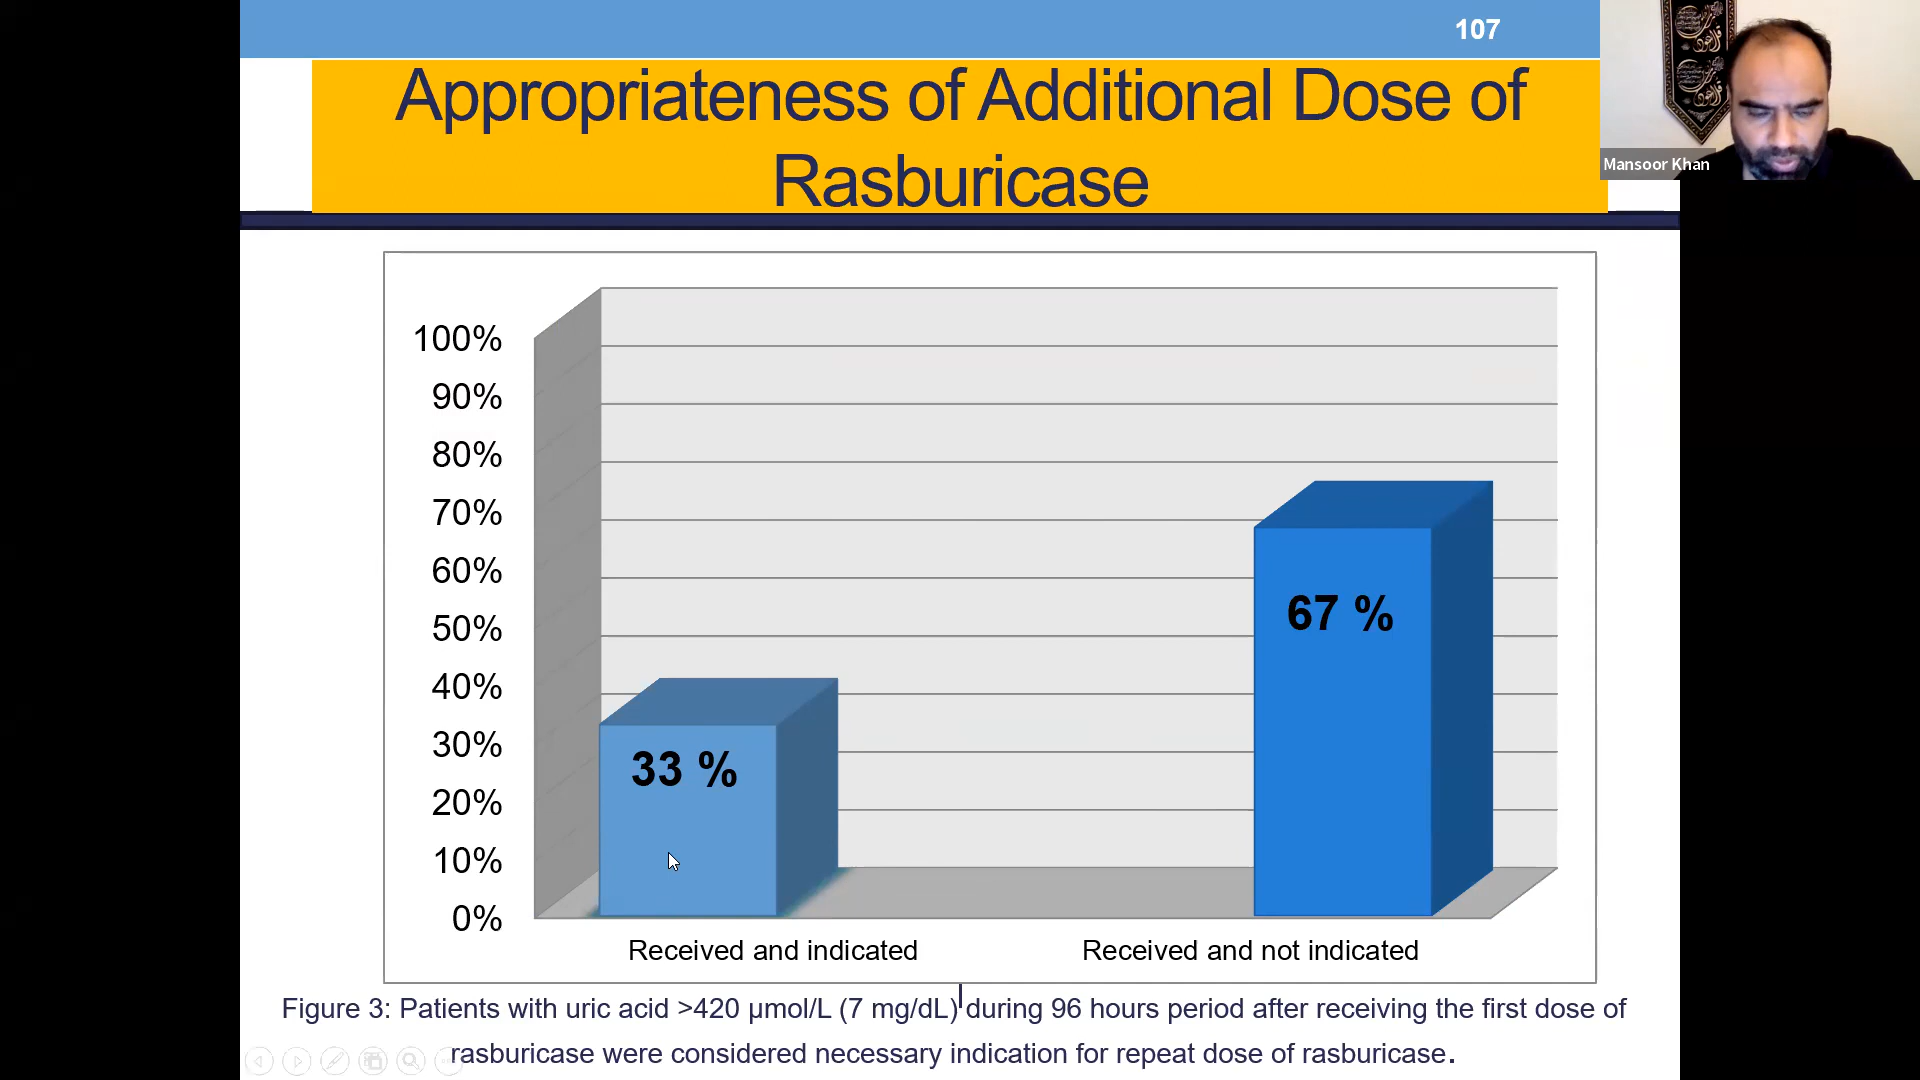 107
Appropriateness of Additional Dose of
Rasburicase
Mansoor Khan
100%
90%
80%
70%
60%
50%
40%
30%
20%
10%
0%
33 %
67 %
Received and indicated
Received and not indicated
Figure 3: Patients with uric acid >420 μmol/L (7 mg/dL) during 96 hours period after receiving the first dose of
rasburicase were considered necessary indication for repeat dose of rasburicase.